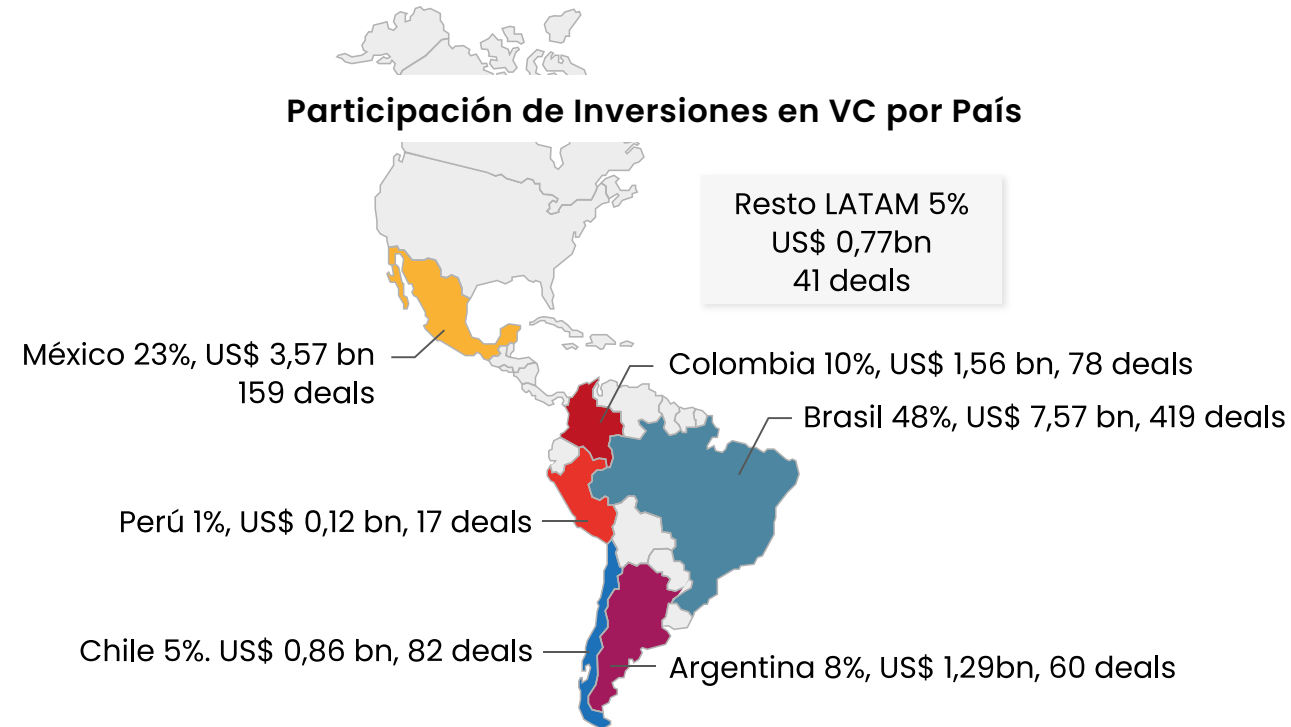 Participación de Inversiones en VC por País
Resto LATAM 5%
US$ 0,77bn
41 deals
México 23%, US$ 3,57 bn
159 deals
Colombia 10%, US$ 1,56 bn, 78 deals
Brasil 48%, US$ 7,57 bn, 419 deals
Perú 1%, US$ 0,12 bn, 17 deals
Chile 5%. US$ 0,86 bn, 82 deals
Argentina 8%, US$ 1,29bn, 60 deals